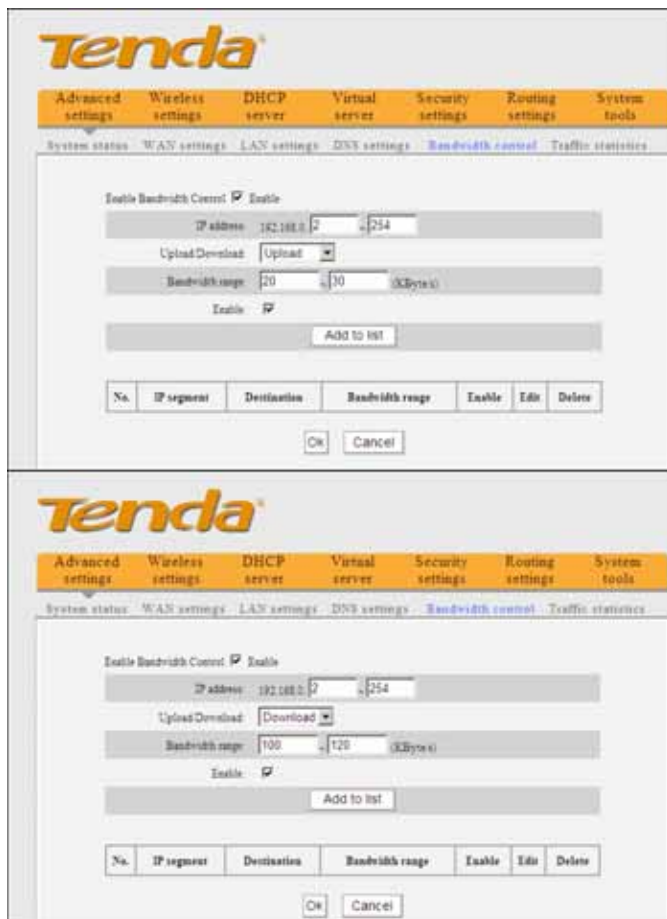 Tenda
Advanced settings Wireless settings DHCP server Virtual server Security settings Routing settings System tools
System status WAN settings LAN settings DNS settings Bandwidth control Traffic statistics
Enable Bandwidth Control Enable
IP address 192.168.0. 2 ~ 254
Upload/Download Upload
Bandwidth range 20 ~ 30 (KByte/s)
Enable
Add to list
No. IP segment Destination Bandwidth range Enable Edit Delete
Ok Cancel
Tenda
Advanced settings Wireless settings DHCP server Virtual server Security settings Routing settings System tools
System status WAN settings LAN settings DNS settings Bandwidth control Traffic statistics
Enable Bandwidth Control Enable
IP address 192.168.0. 2 ~ 254
Upload/Download Download
Bandwidth range 100 ~ 120 (KByte/s)
Enable
Add to list
No. IP segment Destination Bandwidth range Enable Edit Delete
Ok Cancel